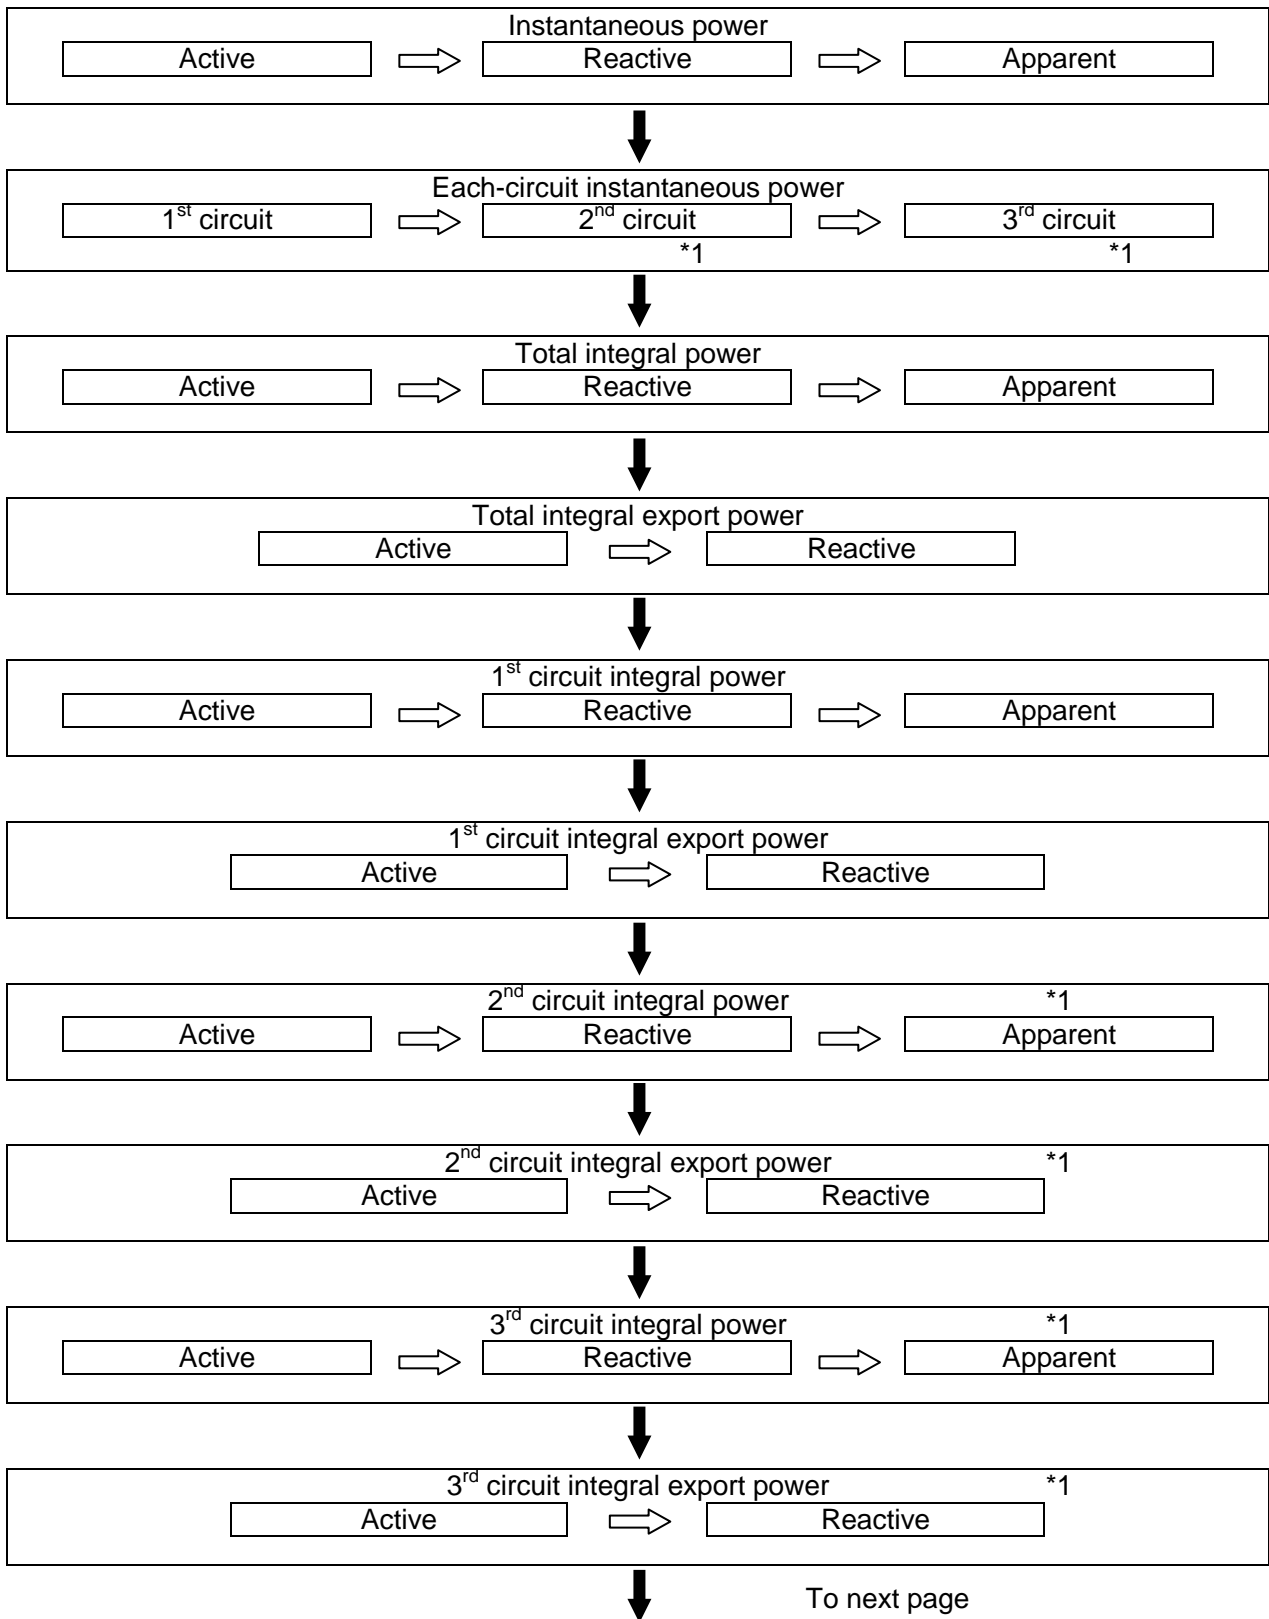 Instantaneous power
Active Reactive Apparent
Each-circuit instantaneous power
1st circuit 2nd circuit 3rd circuit
*1 *1
Total integral power
Active Reactive Apparent
Total integral export power
Active Reactive
1st circuit integral power
Active Reactive Apparent
1st circuit integral export power
Active Reactive
2nd circuit integral power *1
Active Reactive Apparent
2nd circuit integral export power *1
Active Reactive
3rd circuit integral power *1
Active Reactive Apparent
3rd circuit integral export power *1
Active Reactive
To next page